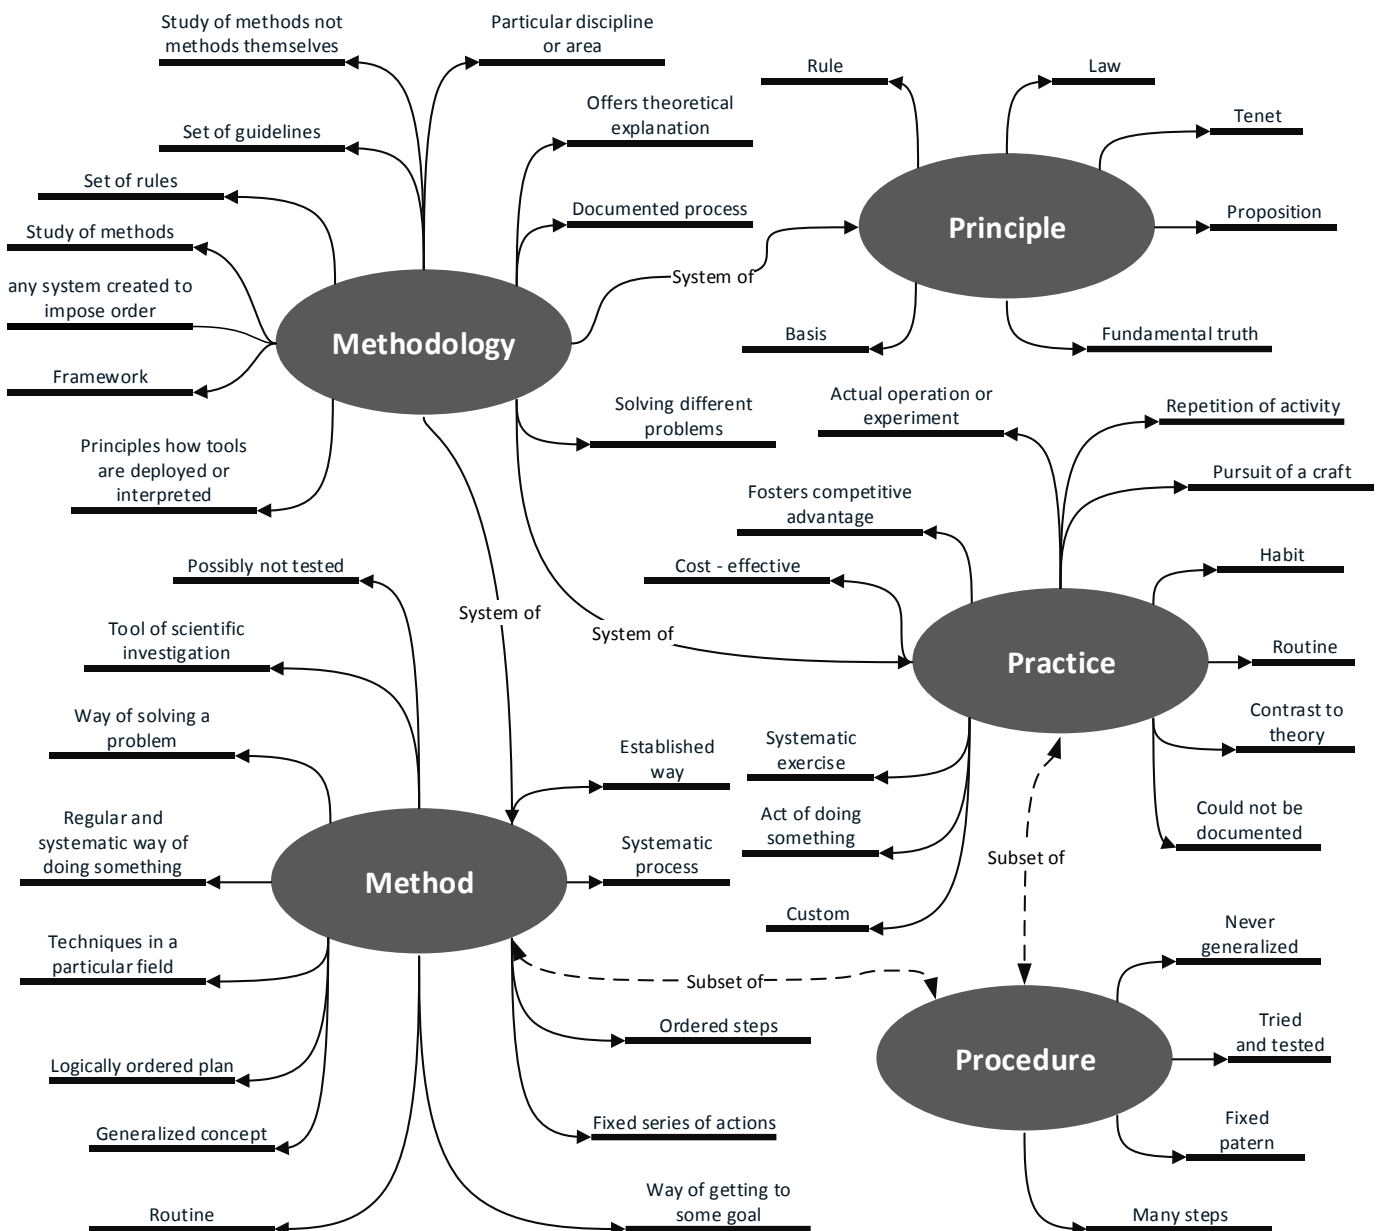 Study of methods not
methods themselves
Particular discipline
or area
Set of guidelines
Offers theoretical
explanation
Set of rules
Documented process
Study of methods
any system created to
impose order
Framework
Methodology
Principles how tools
are deployed or
interpreted
Solving different
problems
System of
Rule
Law
Tenet
Principle
Proposition
Basis
Fundamental truth
System of
System of
Actual operation or
experiment
Repetition of activity
Pursuit of a craft
Fosters competitive
advantage
Cost - effective
Habit
Practice
Routine
Contrast to
theory
Systematic
exercise
Act of doing
something
Could not be
documented
Custom
Subset of
Possibly not tested
Tool of scientific
investigation
Way of solving a
problem
Established
way
Regular and
systematic way of
doing something
Method
Systematic
process
Techniques in a
particular field
Subset of
Ordered steps
Logically ordered plan
Generalized concept
Fixed series of actions
Routine
Way of getting to
some goal
Never
generalized
Procedure
Tried
and tested
Fixed
patern
Many steps